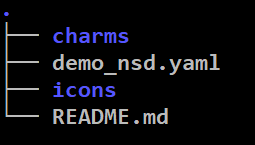 .
├── charms
├── demo_nsd.yaml
├── icons
└── README.md